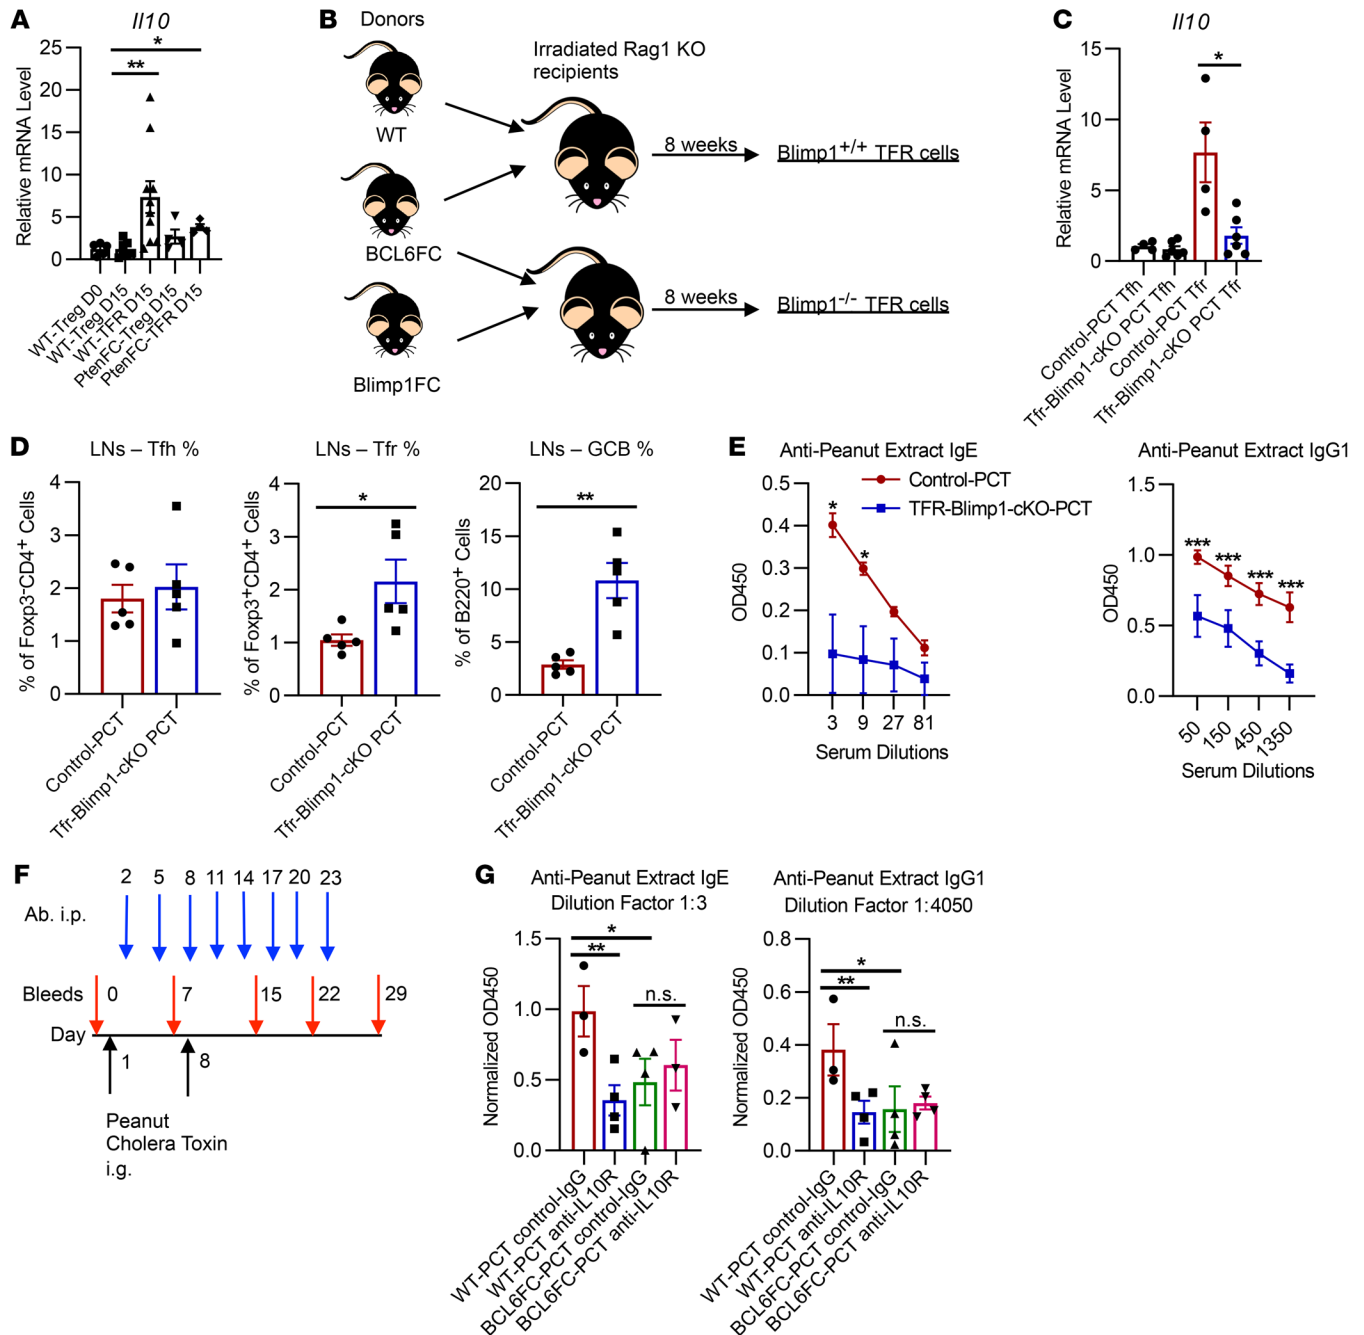 A
Il10
Relative mRNA Level
25
20
15
10
5
0
*
**
WT-Treg D0
WT-Treg D15
WT-TFR D15
PtenFC-Treg D15
PtenFC-TFR D15
B
Donors
WT
BCL6FC
Blimp1FC
Irradiated Rag1 KO
recipients
8 weeks
Blimp1+/+ TFR cells
8 weeks
Blimp1-/- TFR cells
C
Il10
Relative mRNA Level
15
10
5
0
*
Control-PCT Tfh
Tfr-Blimp1-cKO PCT Tfh
Control-PCT Tfr
Tfr-Blimp1-cKO PCT Tfr
D
LNs – Tfh %
% of Foxp3-CD4+ Cells
4
3
2
1
0
Control-PCT
Tfr-Blimp1-cKO PCT
LNs – Tfr %
% of Foxp3+CD4+ Cells
4
3
2
1
0
*
Control-PCT
Tfr-Blimp1-cKO PCT
LNs – GCB %
% of B220+ Cells
20
15
10
5
0
**
Control-PCT
Tfr-Blimp1-cKO PCT
E
Anti-Peanut Extract IgE
Control-PCT
TFR-Blimp1-cKO-PCT
OD450
0.5
0.4
0.3
0.2
0.1
0.0
*
*
3 9 27 81
Serum Dilutions
Anti-Peanut Extract IgG1
OD450
1.5
1.0
0.5
0.0
*** *** *** ***
50 150 450 1350
Serum Dilutions
F
2 5 8 11 14 17 20 23
Ab. i.p.
Bleeds 0 7 15 22 29
Day
1 8
Peanut
Cholera Toxin
i.g.
G
Anti-Peanut Extract IgE
Dilution Factor 1:3
Normalized OD450
1.5
1.0
0.5
0.0
*
**
n.s.
WT-PCT control-IgG
WT-PCT anti-IL10R
BCL6FC-PCT control-IgG
BCL6FC-PCT anti-IL10R
Anti-Peanut Extract IgG1
Dilution Factor 1:4050
Normalized OD450
0.8
0.6
0.4
0.2
0.0
*
**
n.s.
WT-PCT control-IgG
WT-PCT anti-IL10R
BCL6FC-PCT control-IgG
BCL6FC-PCT anti-IL10R